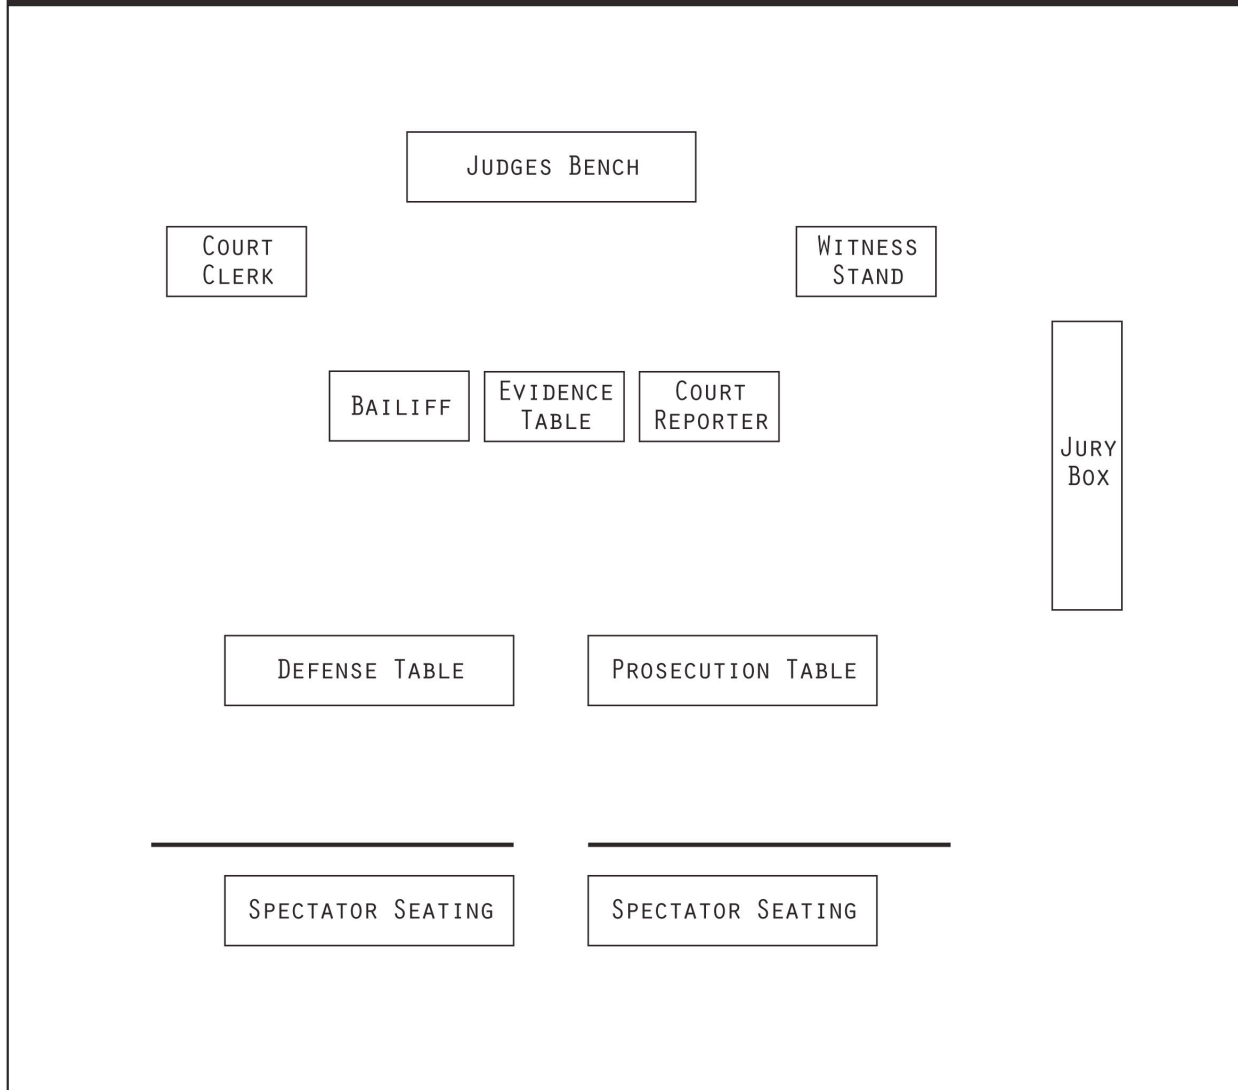 Judges Bench
Court
Clerk
Witness
Stand
Bailiff
Evidence
Table
Court
Reporter
Jury
Box
Defense Table
Prosecution Table
Spectator Seating
Spectator Seating